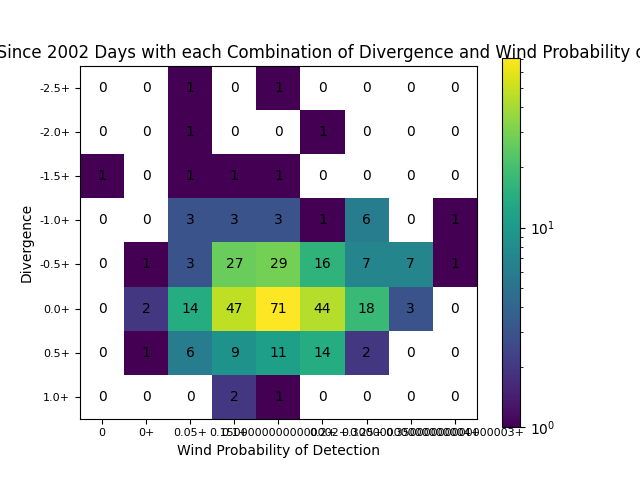 Since 2002 Days with each Combination of Divergence and Wind Probability o
-2.5+ 0 0 1 0 1 0 0 0 0
-2.0+ 0 0 1 0 0 1 0 0 0
-1.5+ 1 0 1 1 1 0 0 0 0
-1.0+ 0 0 3 3 3 1 6 0 1
-0.5+ 0 1 3 27 29 16 7 7 1
0.0+ 0 2 14 47 71 44 18 3 0
0.5+ 0 1 6 9 11 14 2 0 0
1.0+ 0 0 0 2 1 0 0 0 0
0 0+ 0.05+
Wind Probability of Detection
Divergence
10¹
10⁰